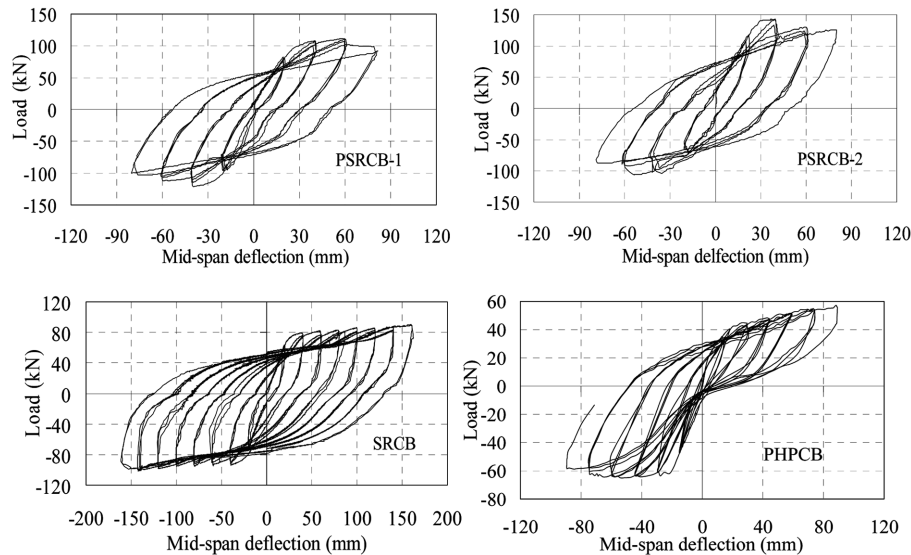 150
100
50
0
-50
-100
-150
Load (kN)
PSRCB-1
-120 -90 -60 -30 0 30 60 90 120
Mid-span deflection (mm)
150
100
50
0
-50
-100
-150
Load (kN)
PSRCB-2
-120 -90 -60 -30 0 30 60 90 120
Mid-span delfection (mm)
120
80
40
0
-40
-80
-120
Load (kN)
SRCB
-200 -150 -100 -50 0 50 100 150 200
Mid-span deflection (mm)
60
40
20
0
-20
-40
-60
-80
Load (kN)
PHPCB
-120 -80 -40 0 40 80 120
Mid-span deflection (mm)